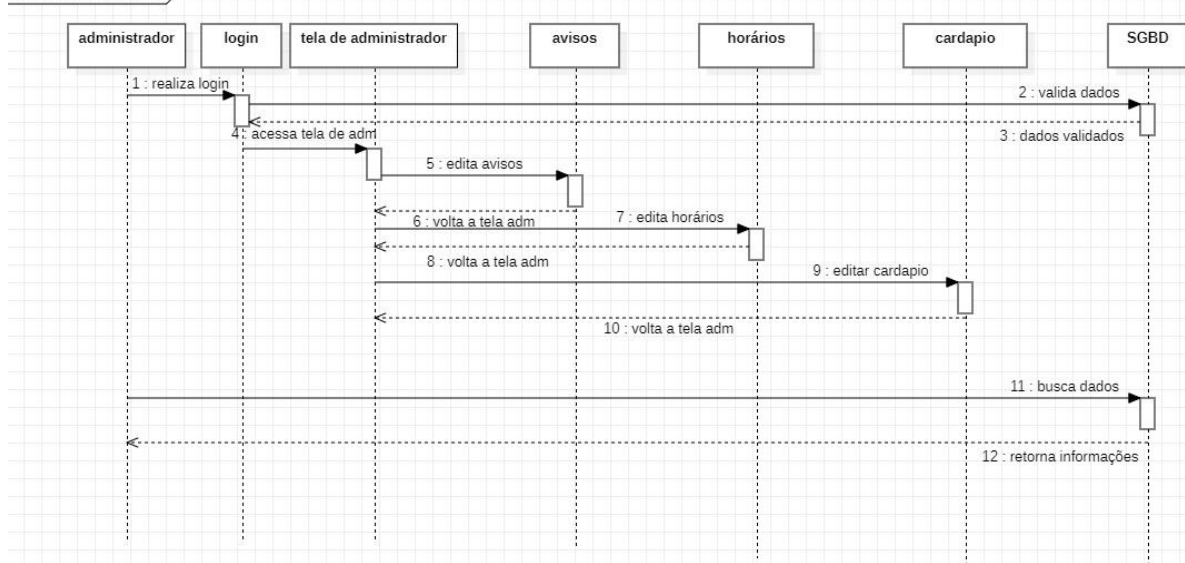 administrador
login
tela de administrador
avisos
horários
cardapio
SGBD
1 : realiza login
2 : valida dados
3 : dados validados
4 : acessa tela de adm
5 : edita avisos
6 : volta a tela adm
7 : edita horários
8 : volta a tela adm
9 : editar cardapio
10 : volta a tela adm
11 : busca dados
12 : retorna informações